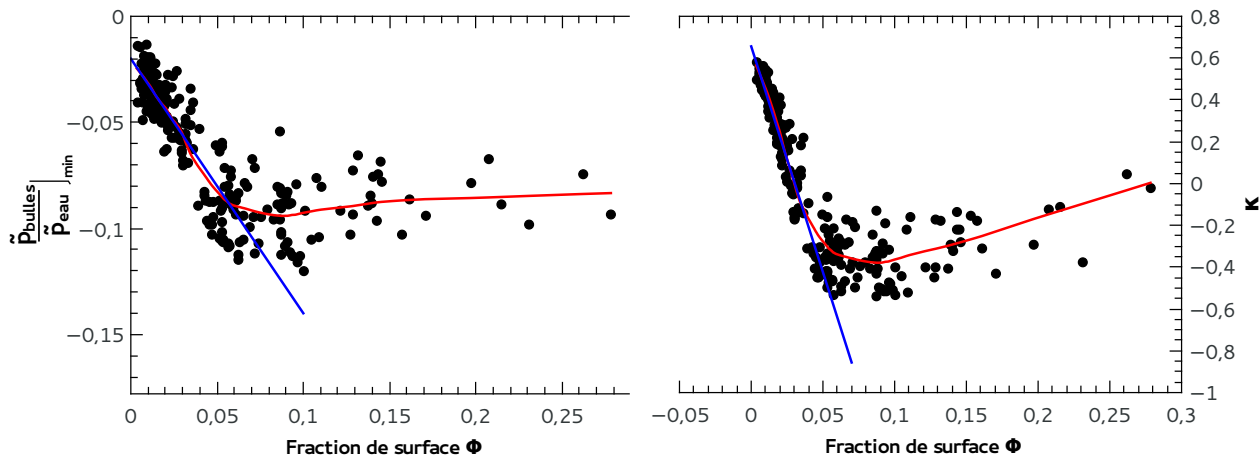 0
−0,05
−0,1
−0,15
p̃bulles
p̃eau ⌋min
0 0,05 0,1 0,15 0,2 0,25
Fraction de surface Φ
0,8
0,6
0,4
0,2
0
−0,2
−0,4
−0,6
−0,8
−1
κ
−0,05 0 0,05 0,1 0,15 0,2 0,25 0,3
Fraction de surface Φ